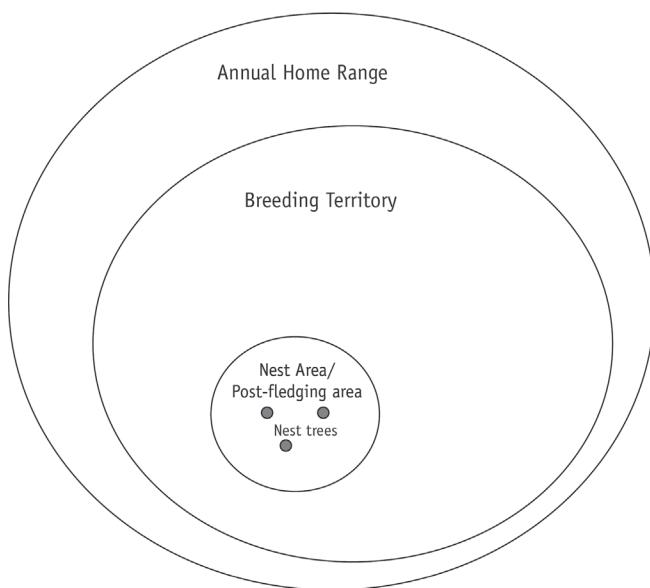 Annual Home Range
Breeding Territory
Nest Area/
Post-fledging area
Nest trees